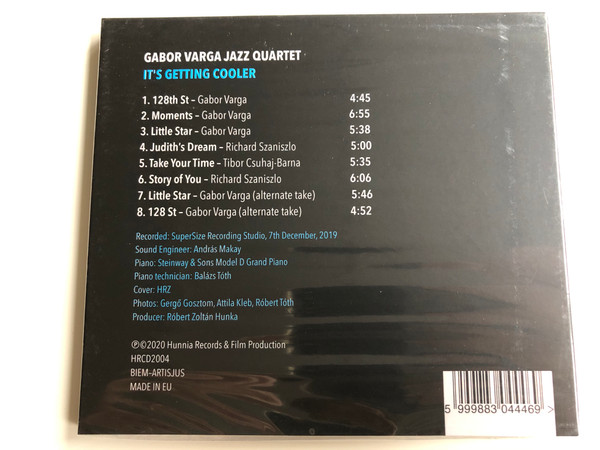 GABOR VARGA JAZZ QUARTET
IT'S GETTING COOLER
1. 128th St – Gabor Varga 4:45
2. Moments – Gabor Varga 6:55
3. Little Star – Gabor Varga 5:38
4. Judith's Dream – Richard Szaniszlo 5:00
5. Take Your Time – Tibor Csuhaj-Barna 5:35
6. Story of You – Richard Szaniszlo 6:06
7. Little Star – Gabor Varga (alternate take) 5:46
8. 128 St – Gabor Varga (alternate take) 4:52
Recorded: SuperSize Recording Studio, 7th December, 2019
Sound Engineer: András Makay
Piano: Steinway & Sons Model D Grand Piano
Piano technician: Balázs Tóth
Cover: HRZ
Photos: Gergő Gosztom, Attila Kleb, Róbert Tóth
Producer: Róbert Zoltán Hunka
℗©2020 Hunnia Records & Film Production
HRCD2004
BIEM-ARTISJUS
MADE IN EU
5 999883 044469 >